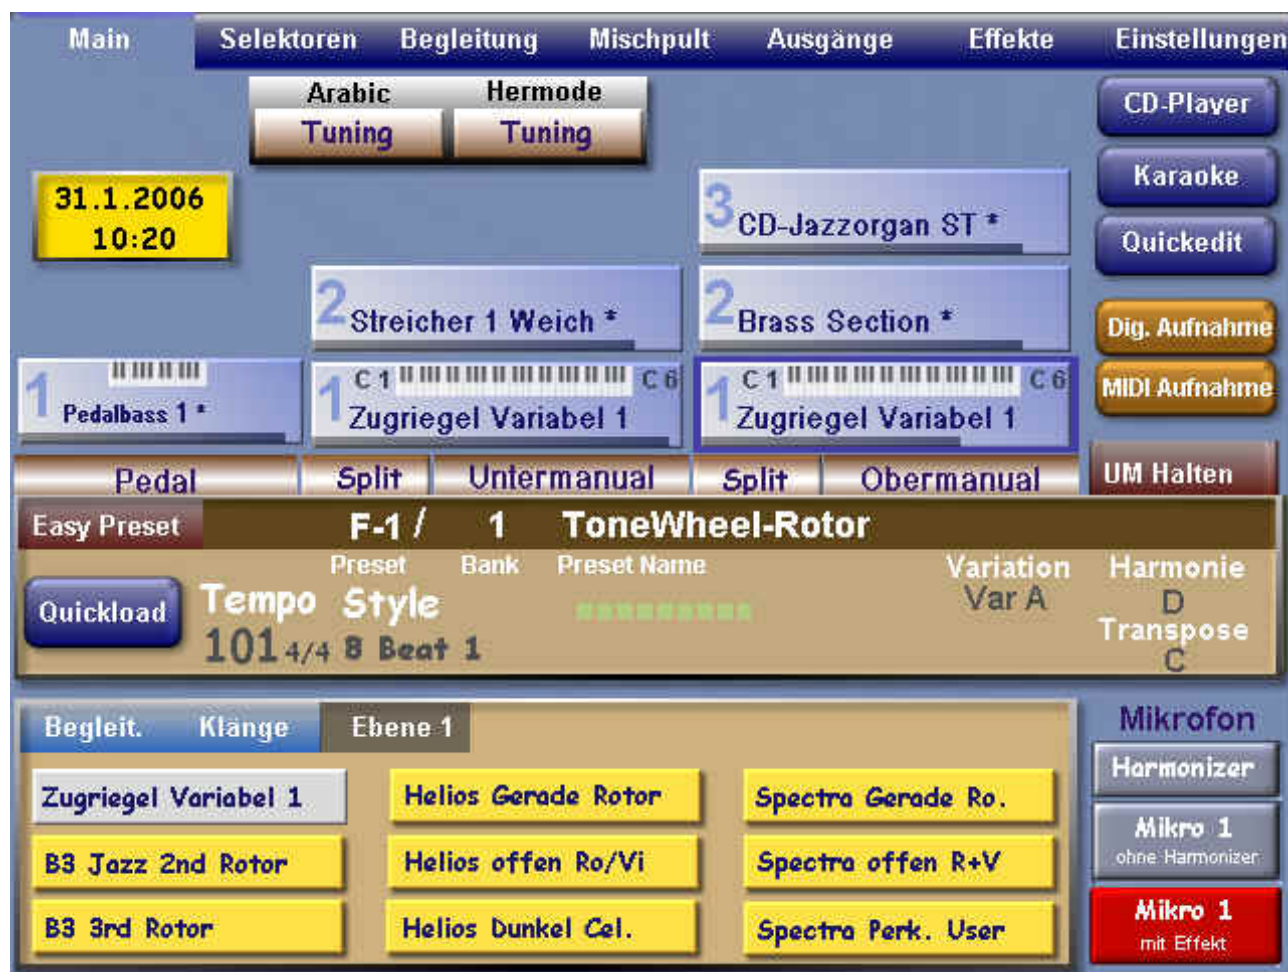 Main Selektoren Begleitung Mischpult Ausgänge Effekte Einstellungen
Arabic Hermode
Tuning Tuning
CD-Player
Karaoke
Quickedit
31.1.2006
10:20
3 CD-Jazzorgan ST *
2 Streicher 1 Weich *
2 Brass Section *
Dig. Aufnahme
MIDI Aufnahme
1 Pedalbass 1 *
C 1 C 6
1 Zugriegel Variabel 1
C 1 C 6
1 Zugriegel Variabel 1
Pedal Split Untermanual Split Obermanual
UM Halten
Easy Preset F-1 / 1 ToneWheel-Rotor
Preset Bank Preset Name
Quickload
Tempo Style
101 4/4 8 Beat 1
Variation
Var A
Harmonie
D
Transpose
C
Begleit. Klänge Ebene 1
Zugriegel Variabel 1 Helios Gerade Rotor Spectra Gerade Ro.
B3 Jazz 2nd Rotor Helios offen Ro/Vi Spectra offen R+V
B3 3rd Rotor Helios Dunkel Cel. Spectra Perk. User
Mikrofon
Harmonizer
Mikro 1
ohne Harmonizer
Mikro 1
mit Effekt